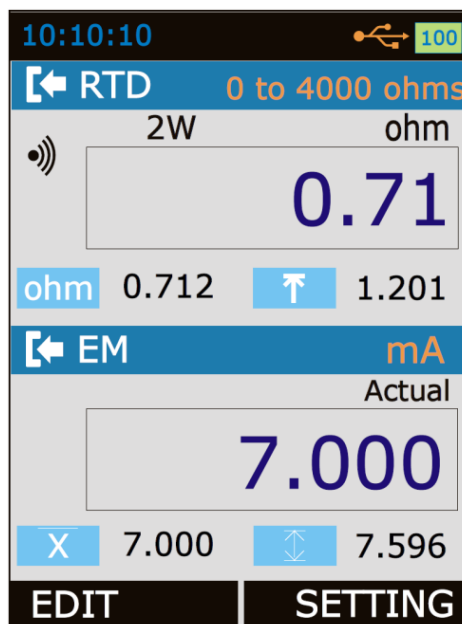 10:10:10 100
RTD 0 to 4000 ohms
2W ohm
0.71
ohm 0.712 1.201
EM mA
Actual
7.000
X 7.000 7.596
EDIT SETTING